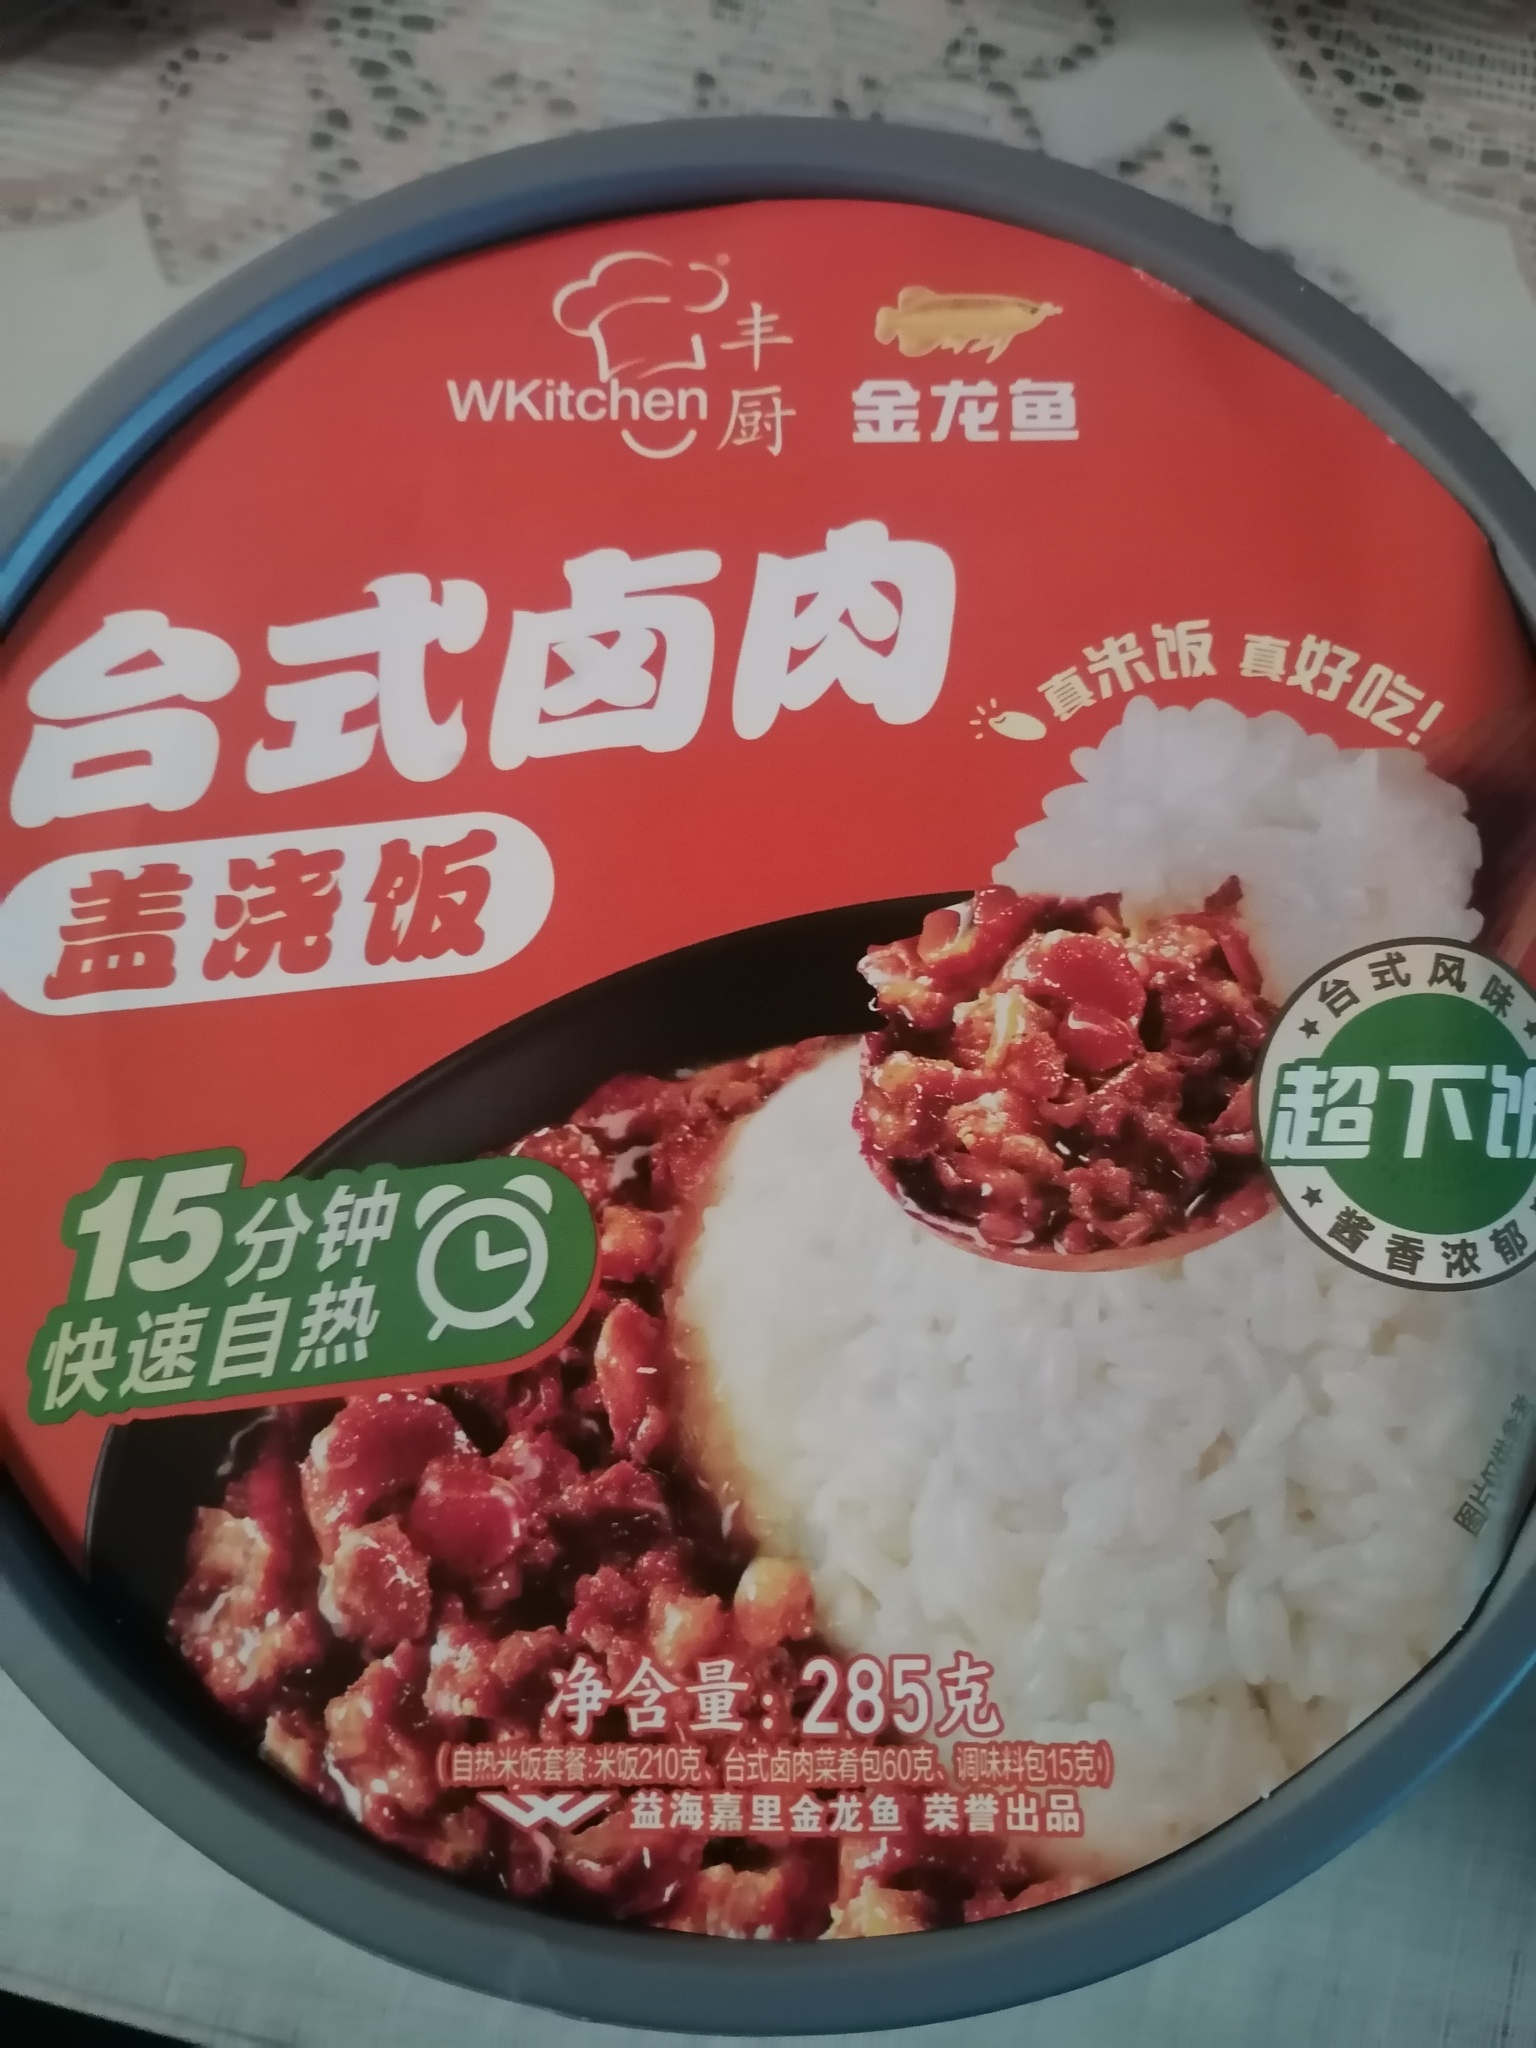 WKitchen
丰厨
金龙鱼
台式卤肉
盖浇饭
真米饭 真好吃!
台式风味
超下饭
酱香浓郁
15分钟
快速自热
净含量: 285克
(自热米饭套餐:米饭210克、台式卤肉菜肴包60克、调味料包15克)
益海嘉里金龙鱼 荣誉出品